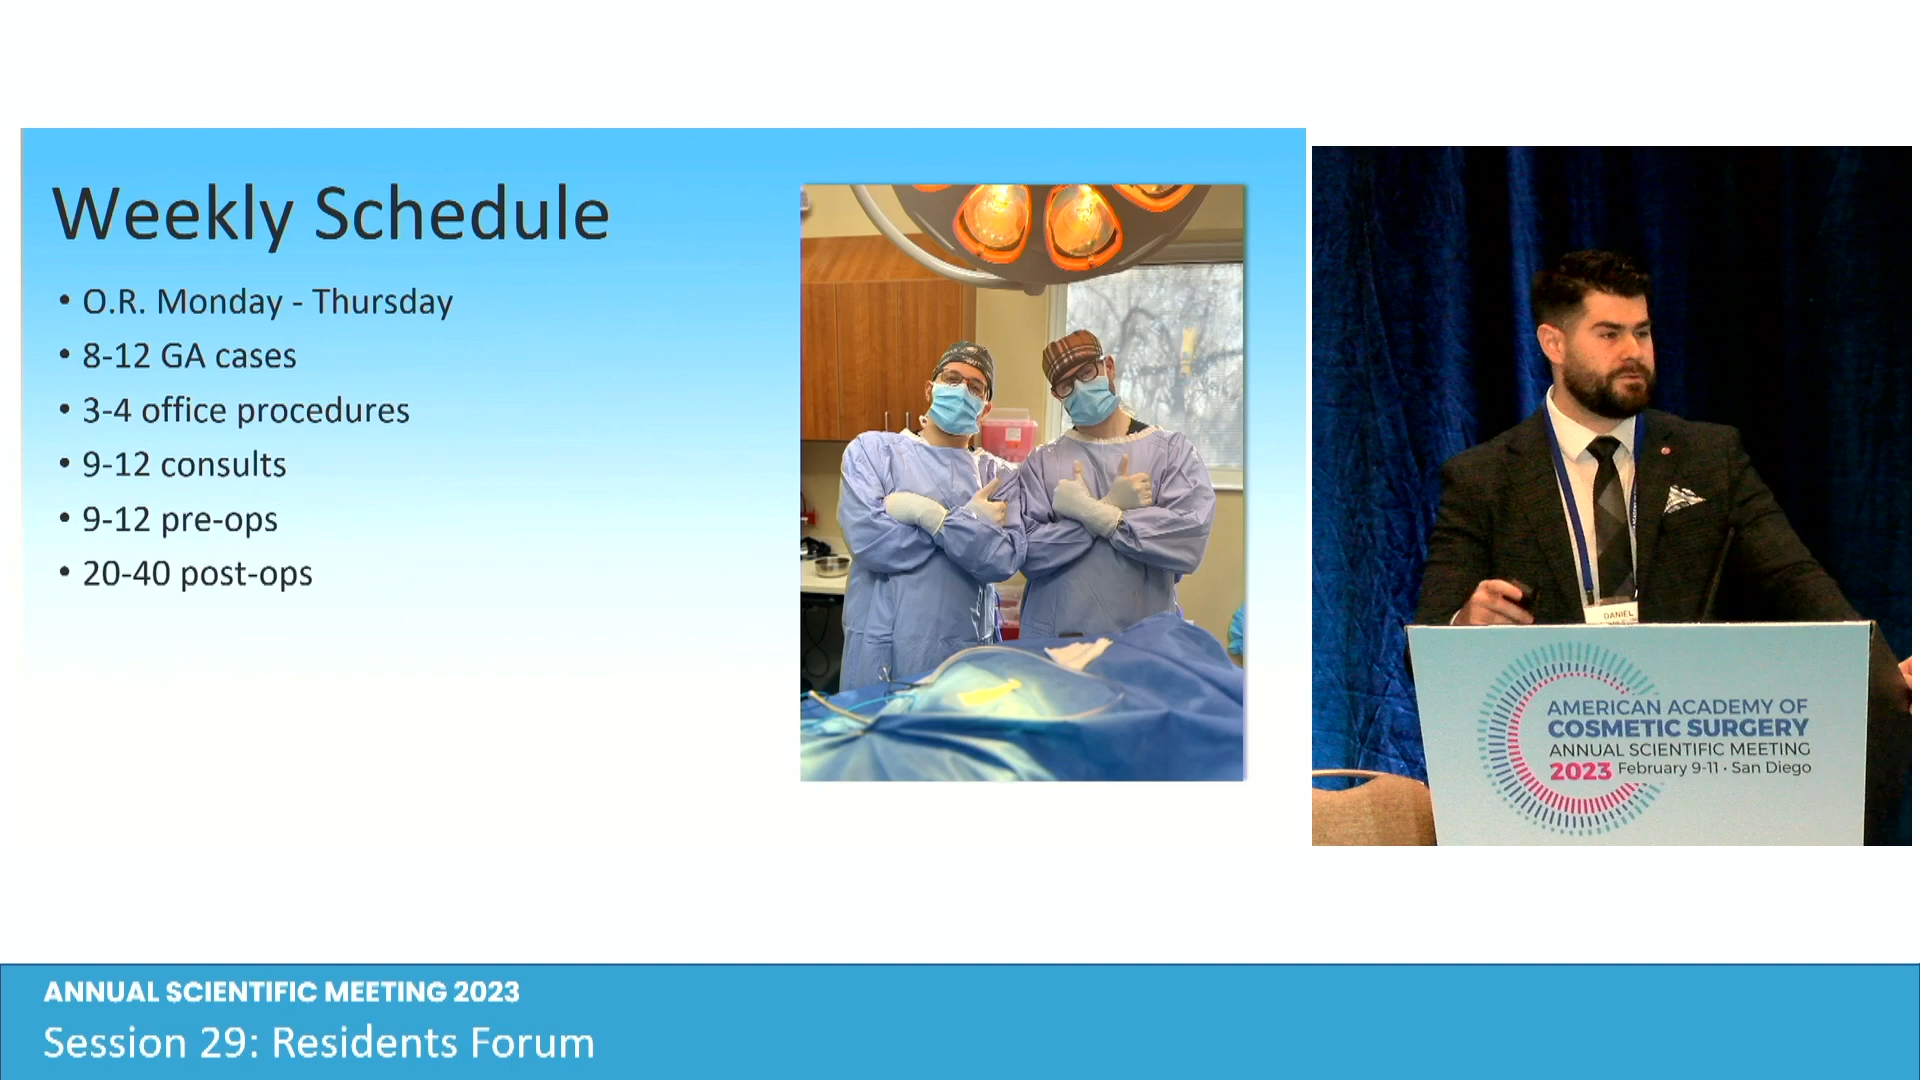 Weekly Schedule
• O.R. Monday - Thursday
• 8-12 GA cases
• 3-4 office procedures
• 9-12 consults
• 9-12 pre-ops
• 20-40 post-ops
DANIEL
AMERICAN ACADEMY OF
COSMETIC SURGERY
ANNUAL SCIENTIFIC MEETING
2023 February 9-11 • San Diego
ANNUAL SCIENTIFIC MEETING 2023
Session 29: Residents Forum